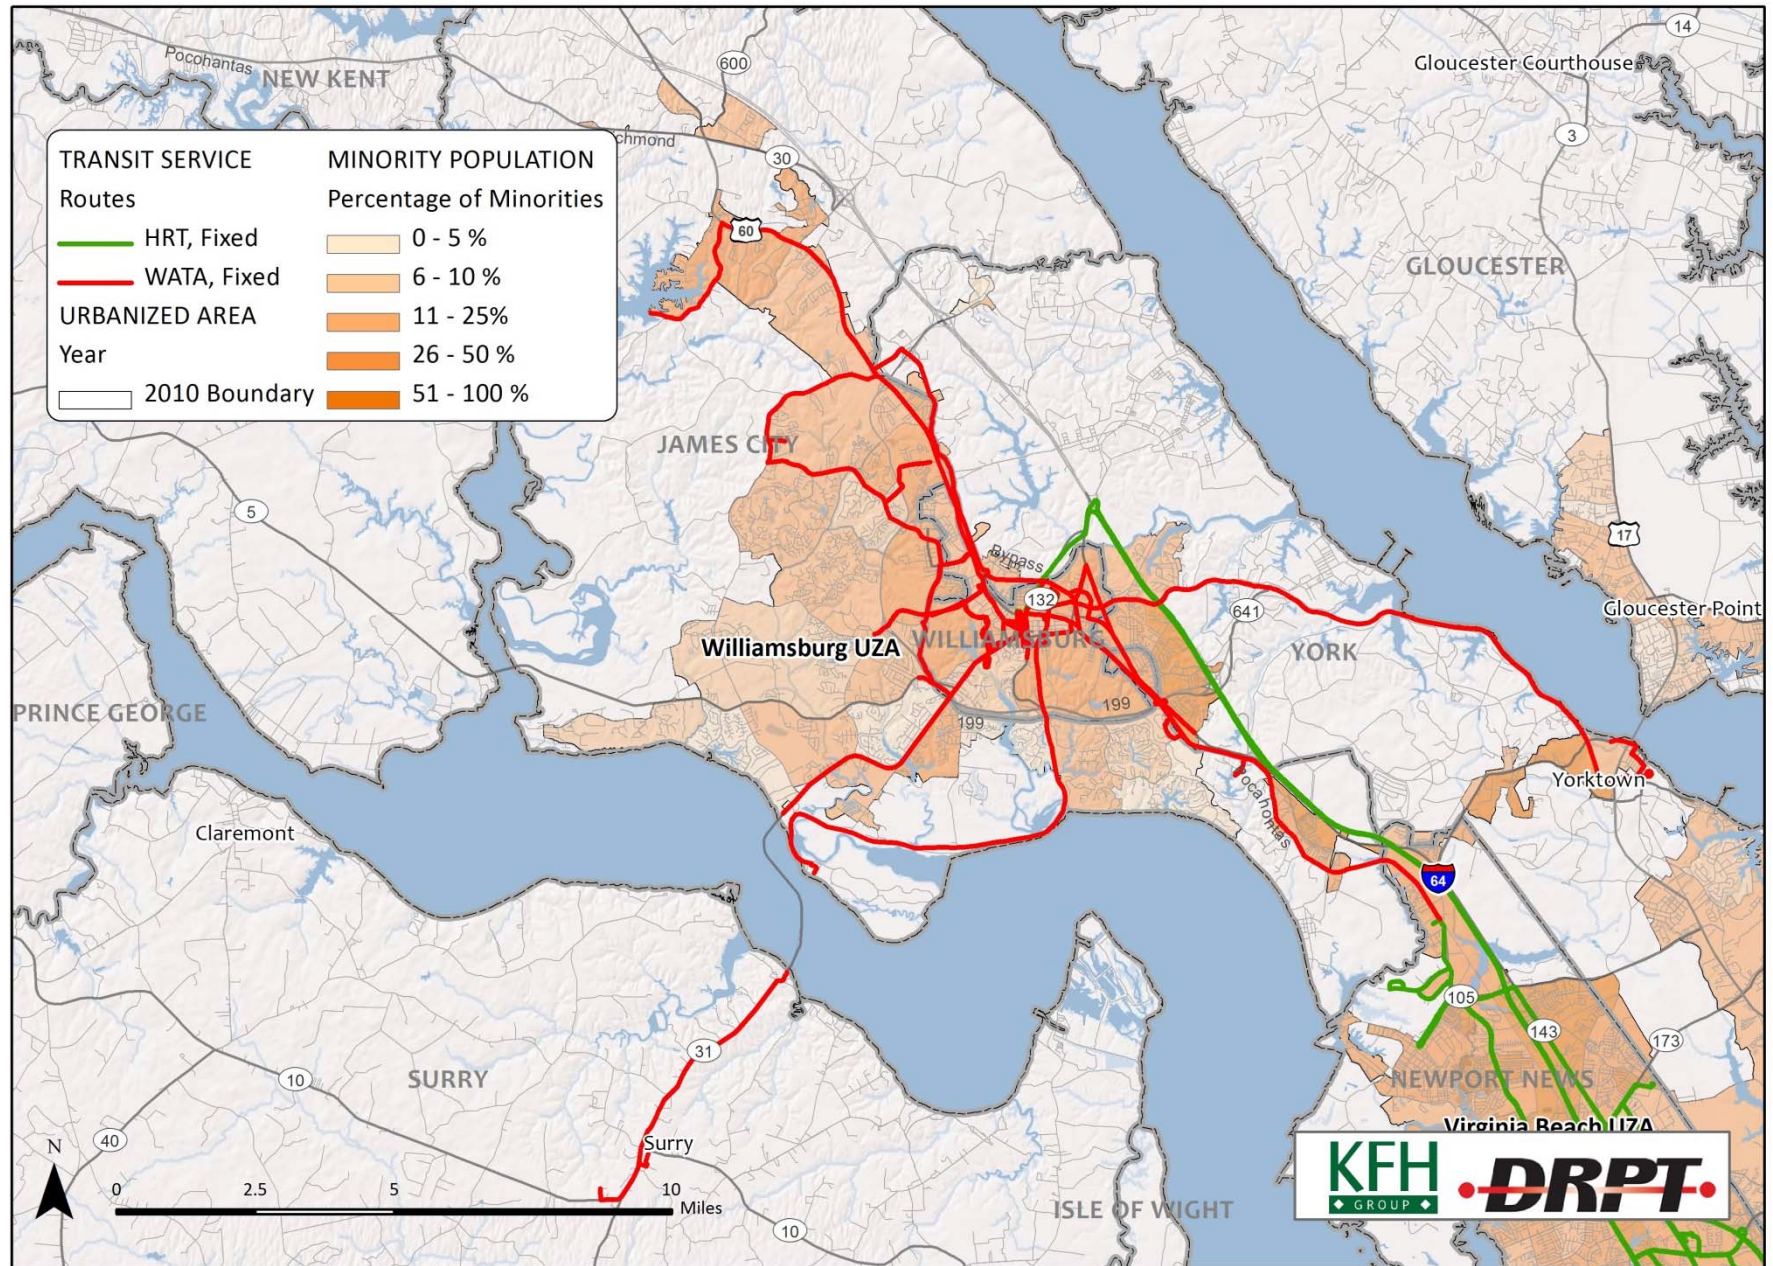 14
Pocohantas
NEW KENT
600
Gloucester Courthouse
3
chmond
30
TRANSIT SERVICE
Routes
HRT, Fixed
WATA, Fixed
URBANIZED AREA
Year
2010 Boundary
MINORITY POPULATION
Percentage of Minorities
0 - 5 %
6 - 10 %
11 - 25%
26 - 50 %
51 - 100 %
60
GLOUCESTER
JAMES CITY
5
17
Bypass
132
641
Gloucester Point
Williamsburg UZA
WILLIAMSBURG
YORK
PRINCE GEORGE
199
199
Pocahontas
Yorktown
Claremont
64
105
143
173
31
10
SURRY
NEWPORT NEWS
Virginia Beach UZA
40
Surry
N
0 2.5 5 10
Miles
10
ISLE OF WIGHT
KFH
GROUP
DRPT